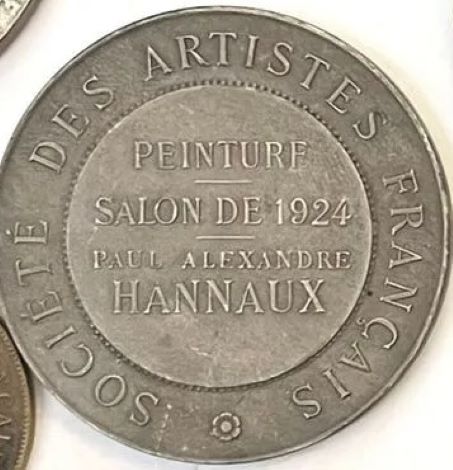 SOCIÉTÉ DES ARTISTES FRANÇAIS
PEINTURE
SALON DE 1924
PAUL ALEXANDRE
HANNAUX